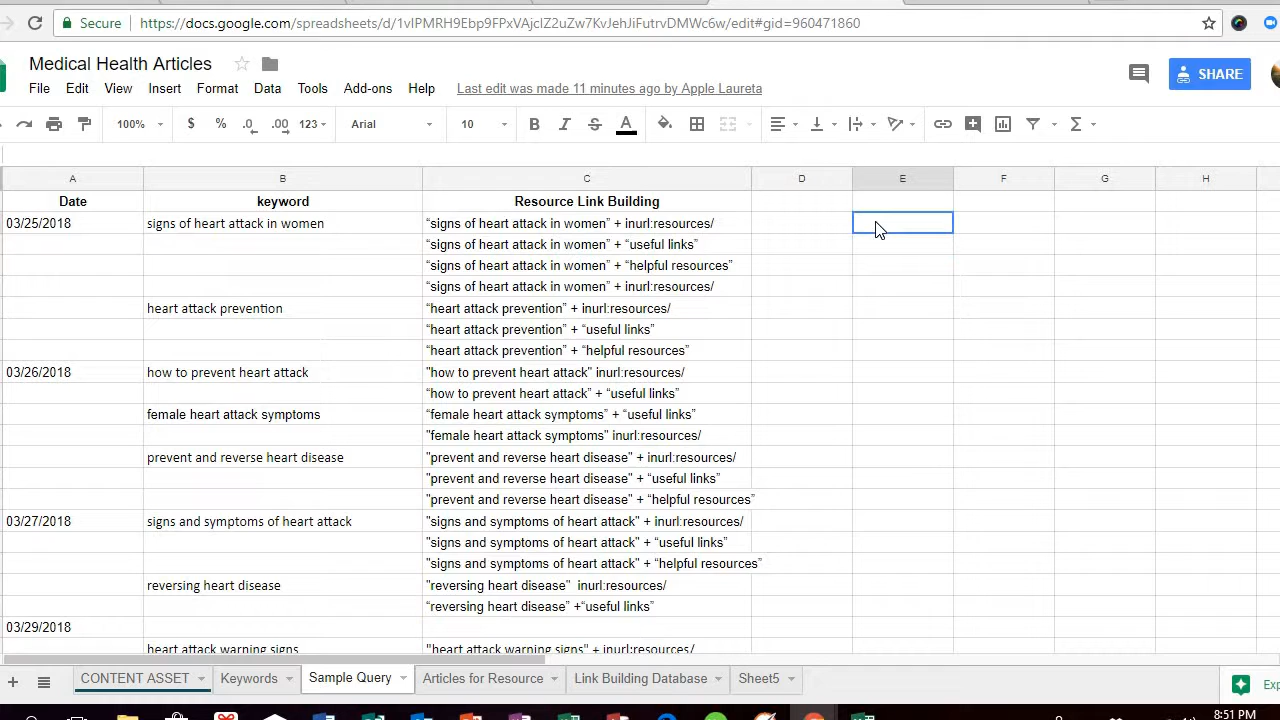 Secure https://docs.google.com/spreadsheets/d/1vIPMRH9Ebp9FPxVAjclZ2uZw7KvJehJiFutrvDMWc6w/edit#gid=960471860
Medical Health Articles
SHARE
File Edit View Insert Format Data Tools Add-ons Help Last edit was made 11 minutes ago by Apple Laureta
100% $ % .0 .00 123 Arial 10 B I S A Σ
A B C D E F G H
Date keyword Resource Link Building
03/25/2018 signs of heart attack in women “signs of heart attack in women” + inurl:resources/
“signs of heart attack in women” + “useful links”
“signs of heart attack in women” + “helpful resources”
“signs of heart attack in women” + inurl:resources/
heart attack prevention “heart attack prevention” + inurl:resources/
“heart attack prevention” + “useful links”
“heart attack prevention” + “helpful resources”
03/26/2018 how to prevent heart attack "how to prevent heart attack" inurl:resources/
“how to prevent heart attack” + “useful links”
female heart attack symptoms “female heart attack symptoms” + “useful links”
"female heart attack symptoms" inurl:resources/
prevent and reverse heart disease "prevent and reverse heart disease" + inurl:resources/
"prevent and reverse heart disease" + “useful links”
"prevent and reverse heart disease" + “helpful resources”
03/27/2018 signs and symptoms of heart attack "signs and symptoms of heart attack" + inurl:resources/
"signs and symptoms of heart attack" + “useful links”
"signs and symptoms of heart attack" + “helpful resources”
reversing heart disease "reversing heart disease" inurl:resources/
“reversing heart disease” +“useful links”
03/29/2018
heart attack warning signs "heart attack warning signs" + inurl:resources/
CONTENT ASSET Keywords Sample Query Articles for Resource Link Building Database Sheet5 Exp
8:51 PM